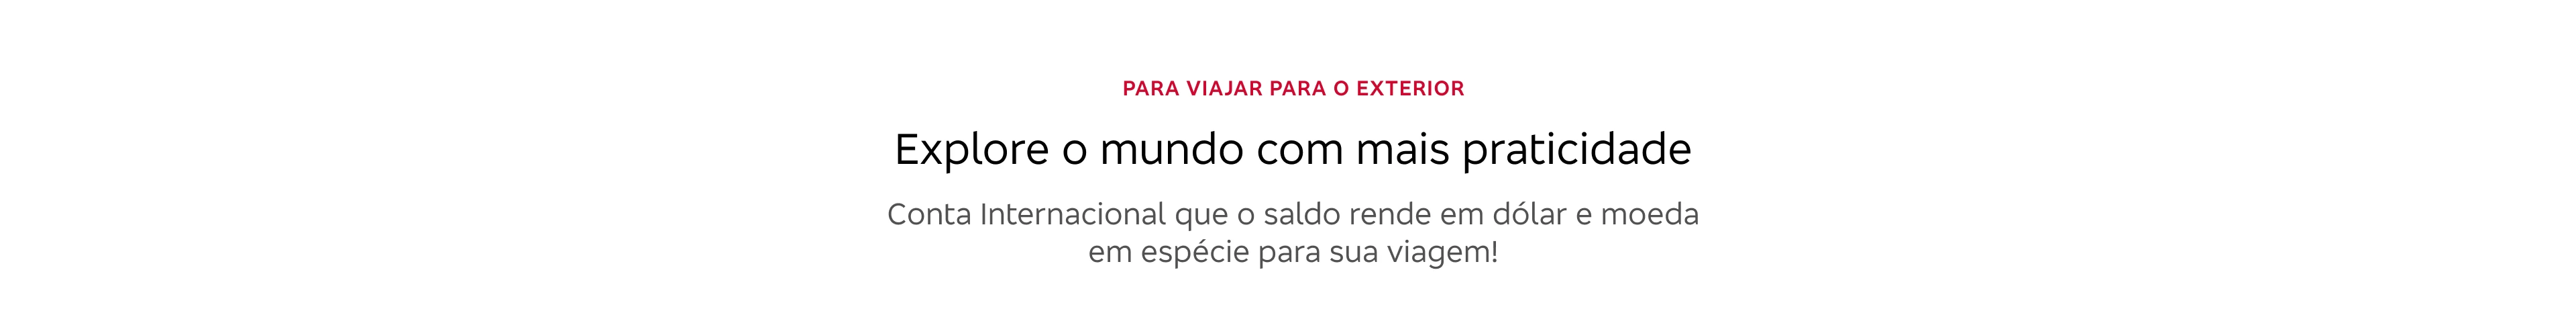 PARA VIAJAR PARA O EXTERIOR
Explore o mundo com mais praticidade
Conta Internacional que o saldo rende em dólar e moeda
em espécie para sua viagem!